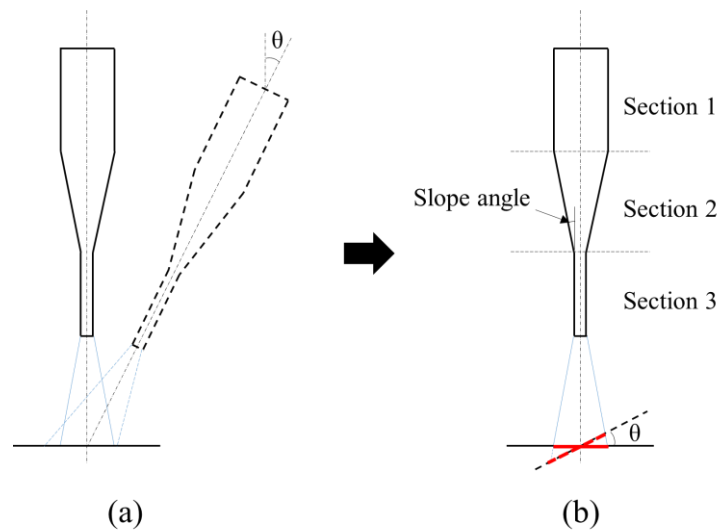 θ
Section 1
Slope angle
Section 2
Section 3
θ
(a)
(b)